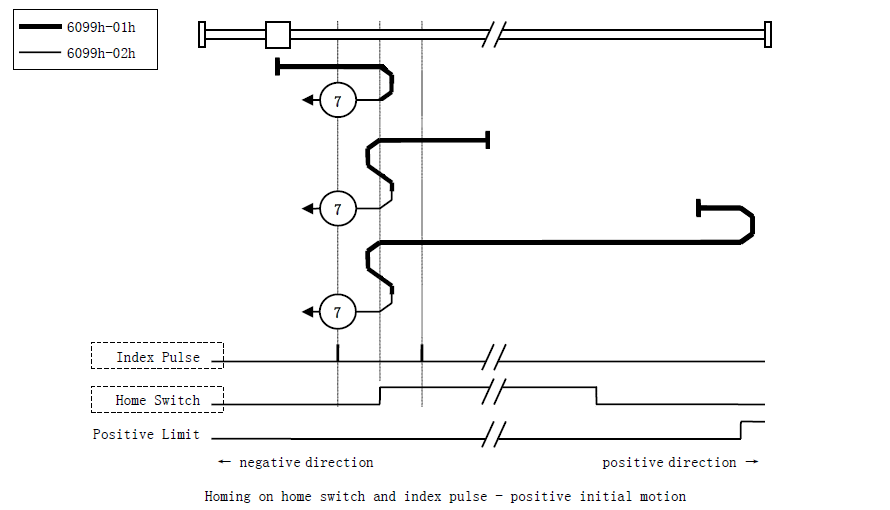 6099h-01h
6099h-02h
7
7
7
Index Pulse
Home Switch
Positive Limit
← negative direction
positive direction →
Homing on home switch and index pulse - positive initial motion